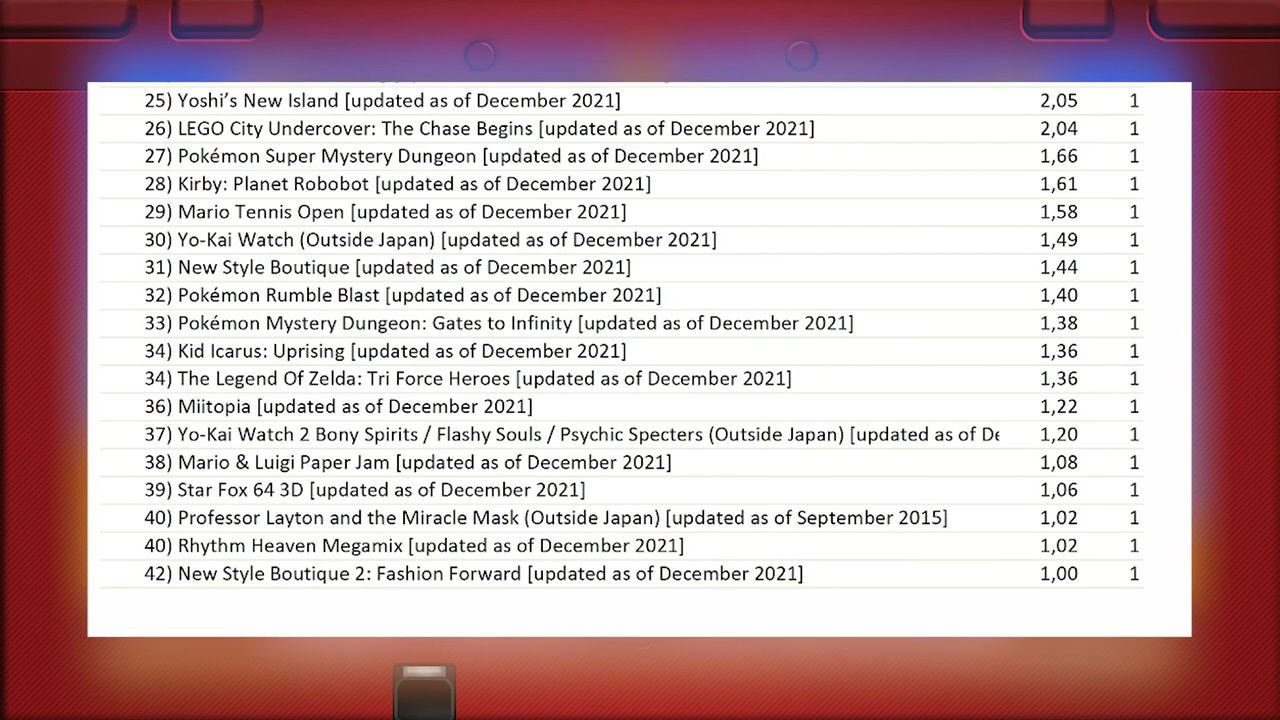 25) Yoshi's New Island [updated as of December 2021] 2,05 1
26) LEGO City Undercover: The Chase Begins [updated as of December 2021] 2,04 1
27) Pokémon Super Mystery Dungeon [updated as of December 2021] 1,66 1
28) Kirby: Planet Robobot [updated as of December 2021] 1,61 1
29) Mario Tennis Open [updated as of December 2021] 1,58 1
30) Yo-Kai Watch (Outside Japan) [updated as of December 2021] 1,49 1
31) New Style Boutique [updated as of December 2021] 1,44 1
32) Pokémon Rumble Blast [updated as of December 2021] 1,40 1
33) Pokémon Mystery Dungeon: Gates to Infinity [updated as of December 2021] 1,38 1
34) Kid Icarus: Uprising [updated as of December 2021] 1,36 1
34) The Legend Of Zelda: Tri Force Heroes [updated as of December 2021] 1,36 1
36) Miitopia [updated as of December 2021] 1,22 1
37) Yo-Kai Watch 2 Bony Spirits / Flashy Souls / Psychic Specters (Outside Japan) [updated as of De 1,20 1
38) Mario & Luigi Paper Jam [updated as of December 2021] 1,08 1
39) Star Fox 64 3D [updated as of December 2021] 1,06 1
40) Professor Layton and the Miracle Mask (Outside Japan) [updated as of September 2015] 1,02 1
40) Rhythm Heaven Megamix [updated as of December 2021] 1,02 1
42) New Style Boutique 2: Fashion Forward [updated as of December 2021] 1,00 1